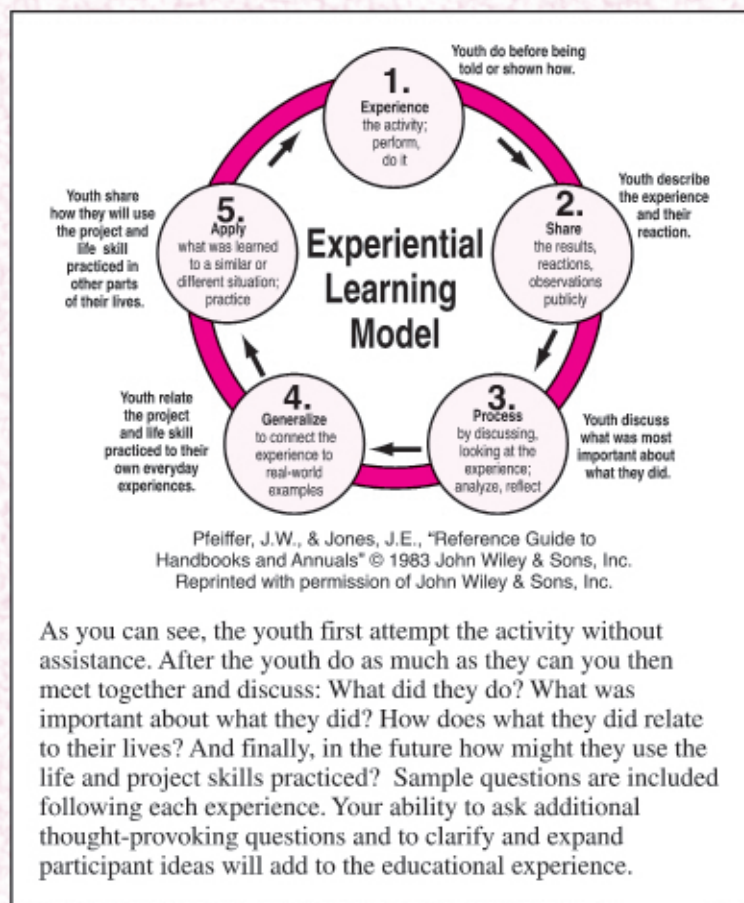 Youth do before being
told or shown how.
1.
Experience
the activity;
perform,
do it
Youth describe
the experience
and their
reaction.
2.
Share
the results,
reactions,
observations
publicly
Youth discuss
what was most
important about
what they did.
3.
Process
by discussing,
looking at the
experience;
analyze, reflect
Youth relate
the project
and life skill
practiced to their
own everyday
experiences.
4.
Generalize
to connect the
experience to
real-world
examples
Youth share
how they will use
the project and
life skill
practiced in
other parts
of their lives.
5.
Apply
what was learned
to a similar or
different situation;
practice
Experiential
Learning
Model
Pfeiffer, J.W., & Jones, J.E., "Reference Guide to
Handbooks and Annuals" © 1983 John Wiley & Sons, Inc.
Reprinted with permission of John Wiley & Sons, Inc.
As you can see, the youth first attempt the activity without
assistance. After the youth do as much as they can you then
meet together and discuss: What did they do? What was
important about what they did? How does what they did relate
to their lives? And finally, in the future how might they use the
life and project skills practiced? Sample questions are included
following each experience. Your ability to ask additional
thought-provoking questions and to clarify and expand
participant ideas will add to the educational experience.